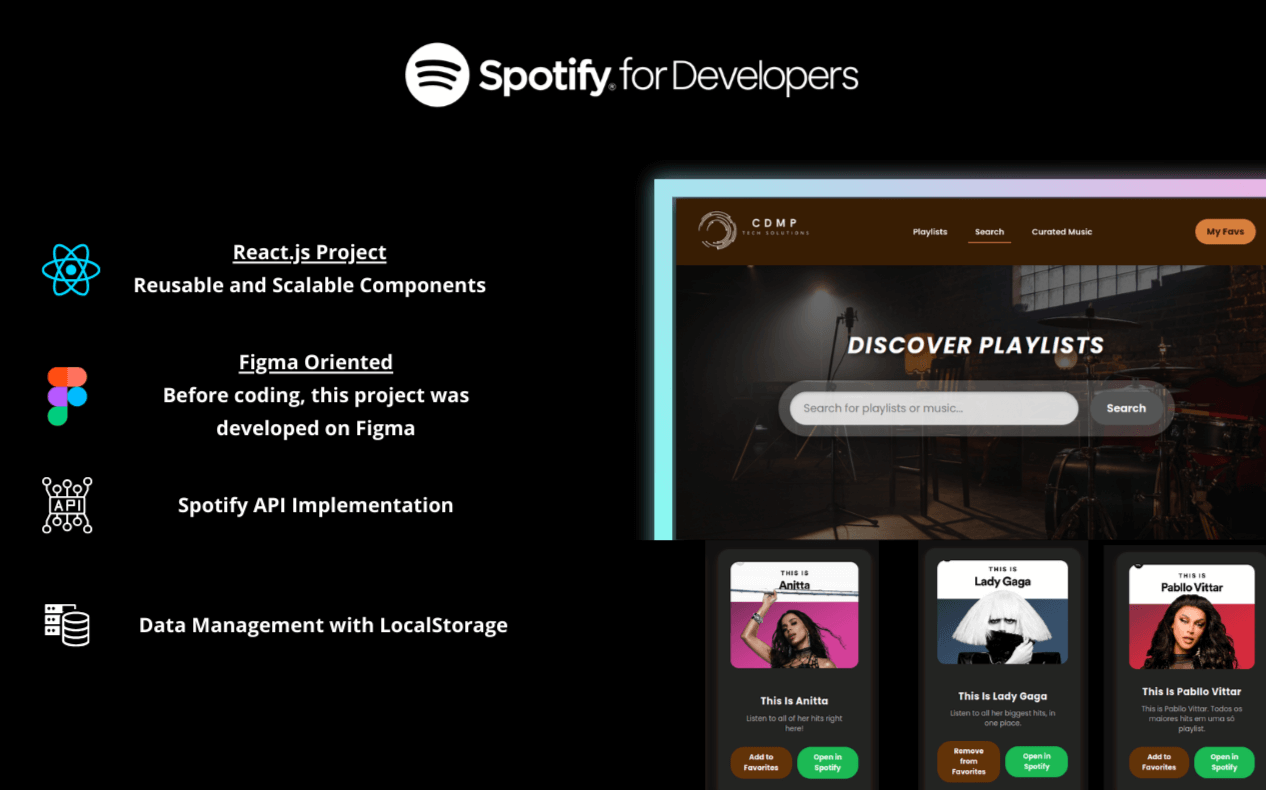 Spotify® for Developers
React.js Project
Reusable and Scalable Components
Figma Oriented
Before coding, this project was
developed on Figma
API
Spotify API Implementation
Data Management with LocalStorage
CDMP
TECH SOLUTIONS
Playlists
Search
Curated Music
My Favs
DISCOVER PLAYLISTS
Search for playlists or music...
Search
THIS IS
Anitta
This Is Anitta
Listen to all of her hits right
here!
Add to
Favorites
Open in
Spotify
THIS IS
Lady Gaga
This Is Lady Gaga
Listen to all her biggest hits, in
one place.
Remove
from
Favorites
Open in
Spotify
THIS IS
Pabllo Vittar
This Is Pabllo Vittar
This is Pabllo Vittar. Todos os
maiores hits em uma só
playlist.
Add to
Favorites
Open in
Spotify